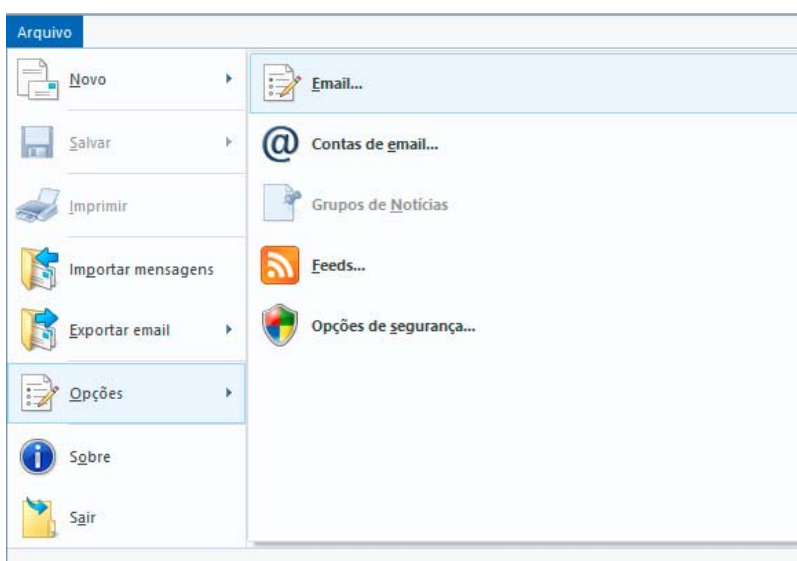 Arquivo
Novo
Salvar
Imprimir
Importar mensagens
Exportar email
Opções
Sobre
Sair
Email...
Contas de email...
Grupos de Notícias
Feeds...
Opções de segurança...